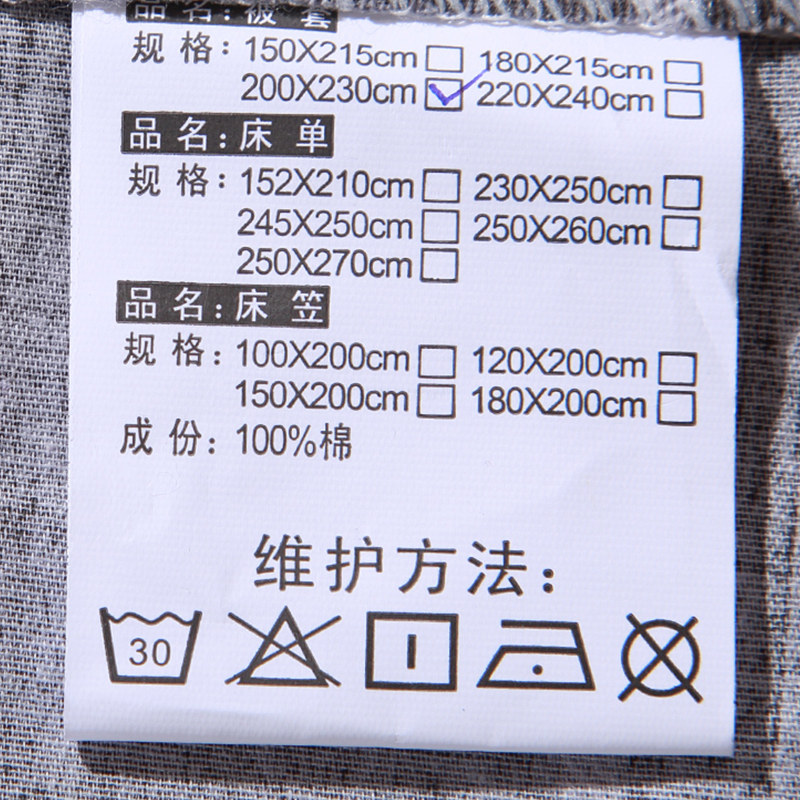 品名:被套
规格:150X215cm 180X215cm
200X230cm 220X240cm
品名:床单
规格:152X210cm 230X250cm
245X250cm 250X260cm
250X270cm
品名:床笠
规格:100X200cm 120X200cm
150X200cm 180X200cm
成份:100%棉
维护方法:
30